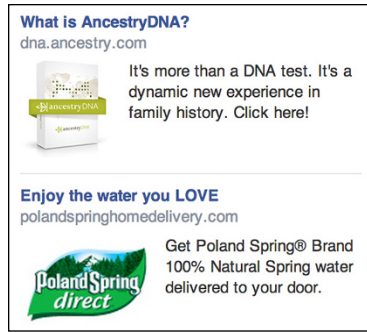 What is AncestryDNA?
dna.ancestry.com
It's more than a DNA test. It's a
dynamic new experience in
family history. Click here!
ancestryDNA
ancestryDNA
Enjoy the water you LOVE
polandspringhomedelivery.com
Get Poland Spring® Brand
100% Natural Spring water
delivered to your door.
Poland Spring
direct